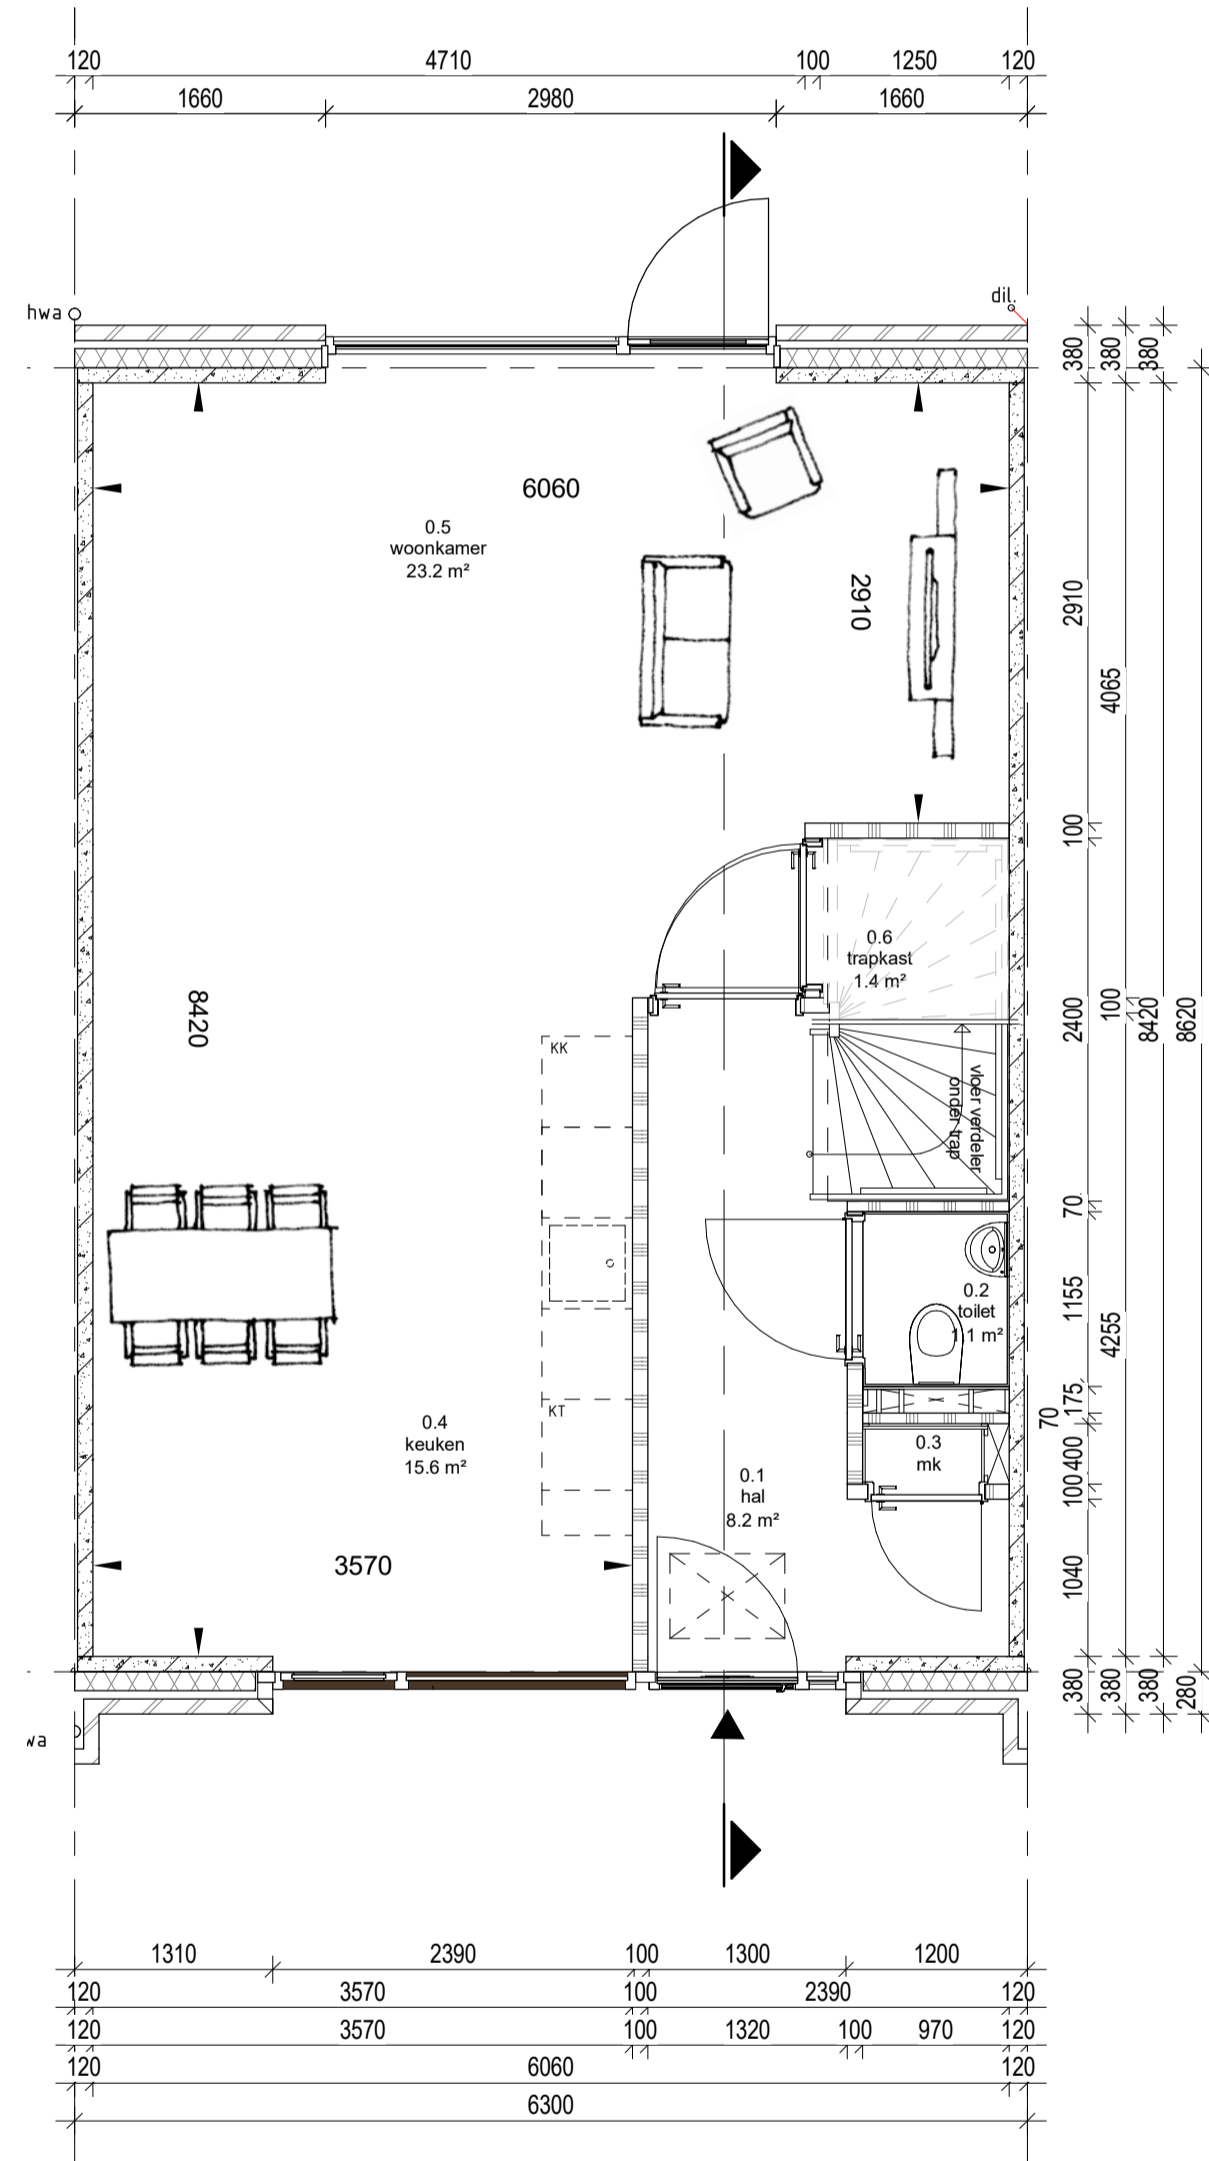 120 4710 100 1250 120
1660 2980 1660
hwa
dil.
380 380 380
6060
0.5
woonkamer
23.2 m²
2910
2910
4065
100
0.6
trapkast
1.4 m²
8420
2400 100 8420 8620
KK
vloer verdeler
onder trap
70
0.2
toilet
1.1 m²
1155
4255
175
70
KT
0.4
keuken
15.6 m²
0.3
mk
400
100
0.1
hal
8.2 m²
3570
1040
380 380 380 280
wa
1310 2390 100 1300 1200
120 3570 100 2390 120
120 3570 100 1320 100 970 120
120 6060 120
6300